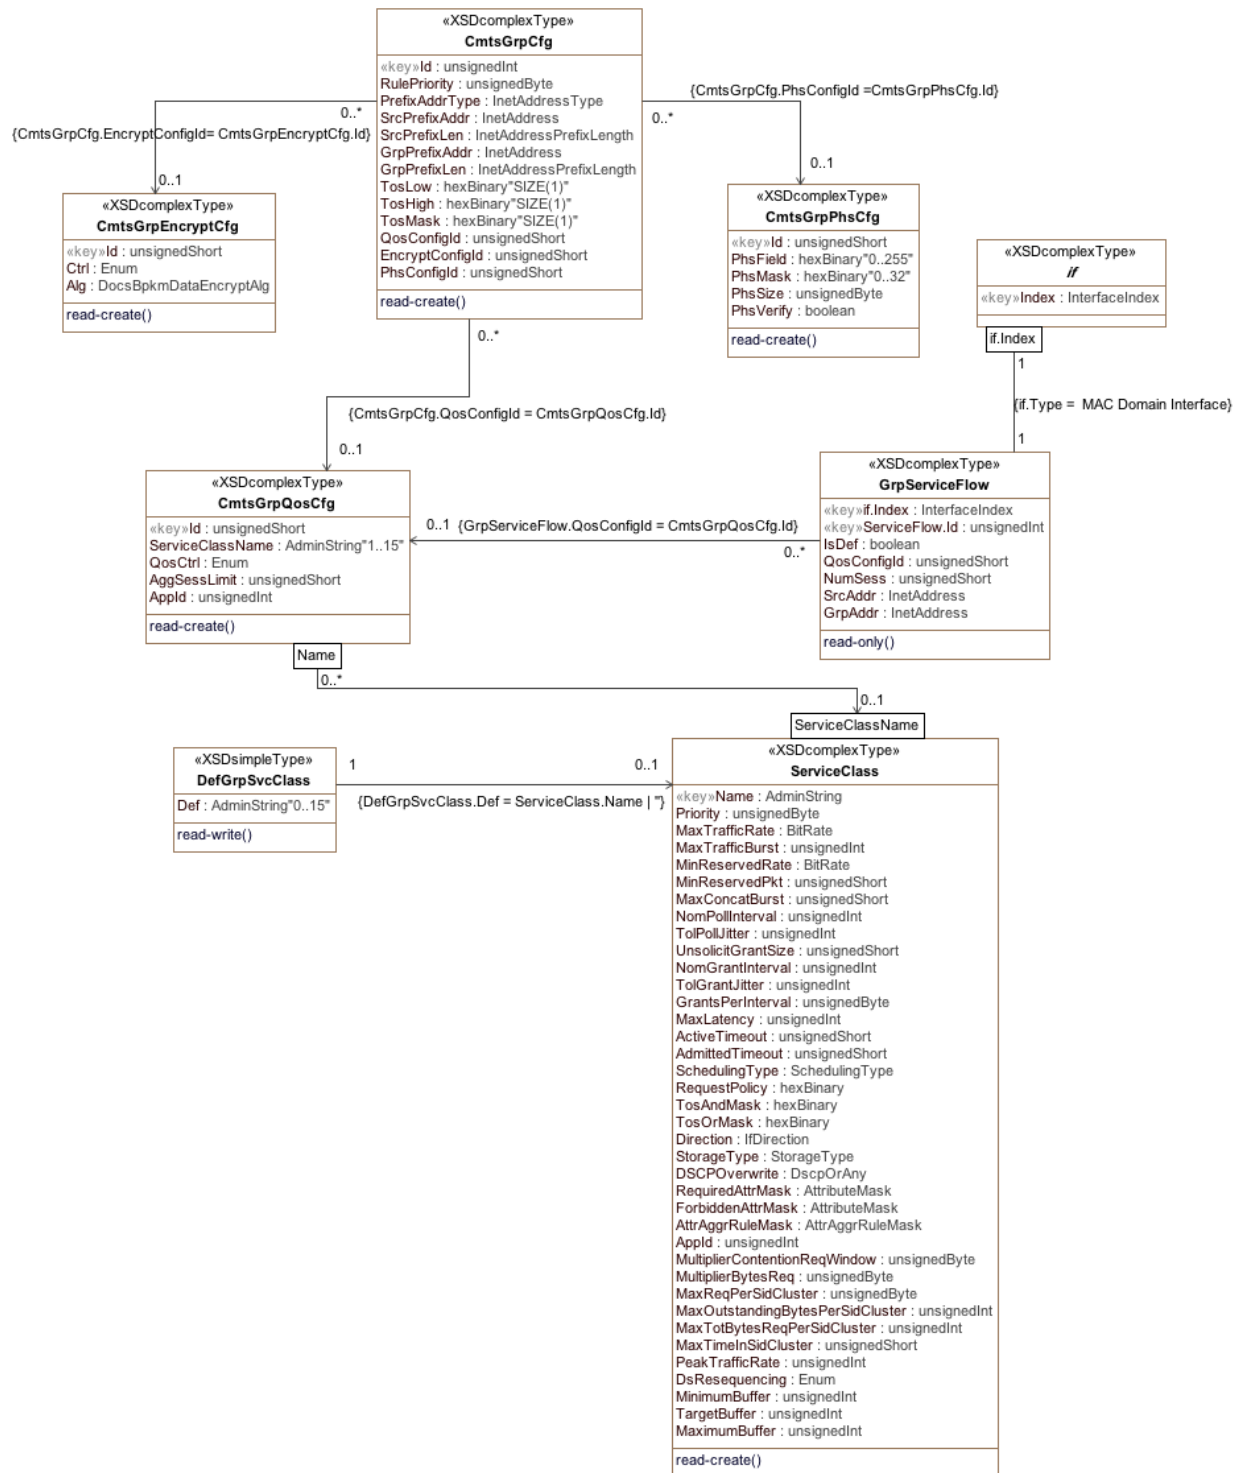 «XSDcomplexType»
CmtsGrpCfg
«key»Id : unsignedInt
RulePriority : unsignedByte
PrefixAddrType : InetAddressType
SrcPrefixAddr : InetAddress
SrcPrefixLen : InetAddressPrefixLength
GrpPrefixAddr : InetAddress
GrpPrefixLen : InetAddressPrefixLength
TosLow : hexBinary"SIZE(1)"
TosHigh : hexBinary"SIZE(1)"
TosMask : hexBinary"SIZE(1)"
QosConfigId : unsignedShort
EncryptConfigId : unsignedShort
PhsConfigId : unsignedShort
read-create()
0..*
{CmtsGrpCfg.EncryptConfigId= CmtsGrpEncryptCfg.Id}
0..1
{CmtsGrpCfg.PhsConfigId =CmtsGrpPhsCfg.Id}
0..*
0..1
«XSDcomplexType»
CmtsGrpEncryptCfg
«key»Id : unsignedShort
Ctrl : Enum
Alg : DocsBpkmDataEncryptAlg
read-create()
«XSDcomplexType»
CmtsGrpPhsCfg
«key»Id : unsignedShort
PhsField : hexBinary"0..255"
PhsMask : hexBinary"0..32"
PhsSize : unsignedByte
PhsVerify : boolean
read-create()
«XSDcomplexType»
if
«key»Index : InterfaceIndex
if.Index
1
{if.Type =  MAC Domain Interface}
1
0..*
{CmtsGrpCfg.QosConfigId = CmtsGrpQosCfg.Id}
0..1
«XSDcomplexType»
CmtsGrpQosCfg
«key»Id : unsignedShort
ServiceClassName : AdminString"1..15"
QosCtrl : Enum
AggSessLimit : unsignedShort
AppId : unsignedInt
read-create()
Name
0..1 {GrpServiceFlow.QosConfigId = CmtsGrpQosCfg.Id}
0..*
«XSDcomplexType»
GrpServiceFlow
«key»if.Index : InterfaceIndex
«key»ServiceFlow.Id : unsignedInt
IsDef : boolean
QosConfigId : unsignedShort
NumSess : unsignedShort
SrcAddr : InetAddress
GrpAddr : InetAddress
read-only()
0..*
0..1
ServiceClassName
«XSDsimpleType»
DefGrpSvcClass
Def : AdminString"0..15"
read-write()
1
0..1
{DefGrpSvcClass.Def = ServiceClass.Name | ''}
«XSDcomplexType»
ServiceClass
«key»Name : AdminString
Priority : unsignedByte
MaxTrafficRate : BitRate
MaxTrafficBurst : unsignedInt
MinReservedRate : BitRate
MinReservedPkt : unsignedShort
MaxConcatBurst : unsignedShort
NomPollInterval : unsignedInt
TolPollJitter : unsignedInt
UnsolicitGrantSize : unsignedShort
NomGrantInterval : unsignedInt
TolGrantJitter : unsignedInt
GrantsPerInterval : unsignedByte
MaxLatency : unsignedInt
ActiveTimeout : unsignedShort
AdmittedTimeout : unsignedShort
SchedulingType : SchedulingType
RequestPolicy : hexBinary
TosAndMask : hexBinary
TosOrMask : hexBinary
Direction : IfDirection
StorageType : StorageType
DSCPOverwrite : DscpOrAny
RequiredAttrMask : AttributeMask
ForbiddenAttrMask : AttributeMask
AttrAggrRuleMask : AttrAggrRuleMask
AppId : unsignedInt
MultiplierContentionReqWindow : unsignedByte
MultiplierBytesReq : unsignedByte
MaxReqPerSidCluster : unsignedByte
MaxOutstandingBytesPerSidCluster : unsignedInt
MaxTotBytesReqPerSidCluster : unsignedInt
MaxTimeInSidCluster : unsignedShort
PeakTrafficRate : unsignedInt
DsResequencing : Enum
MinimumBuffer : unsignedInt
TargetBuffer : unsignedInt
MaximumBuffer : unsignedInt
read-create()